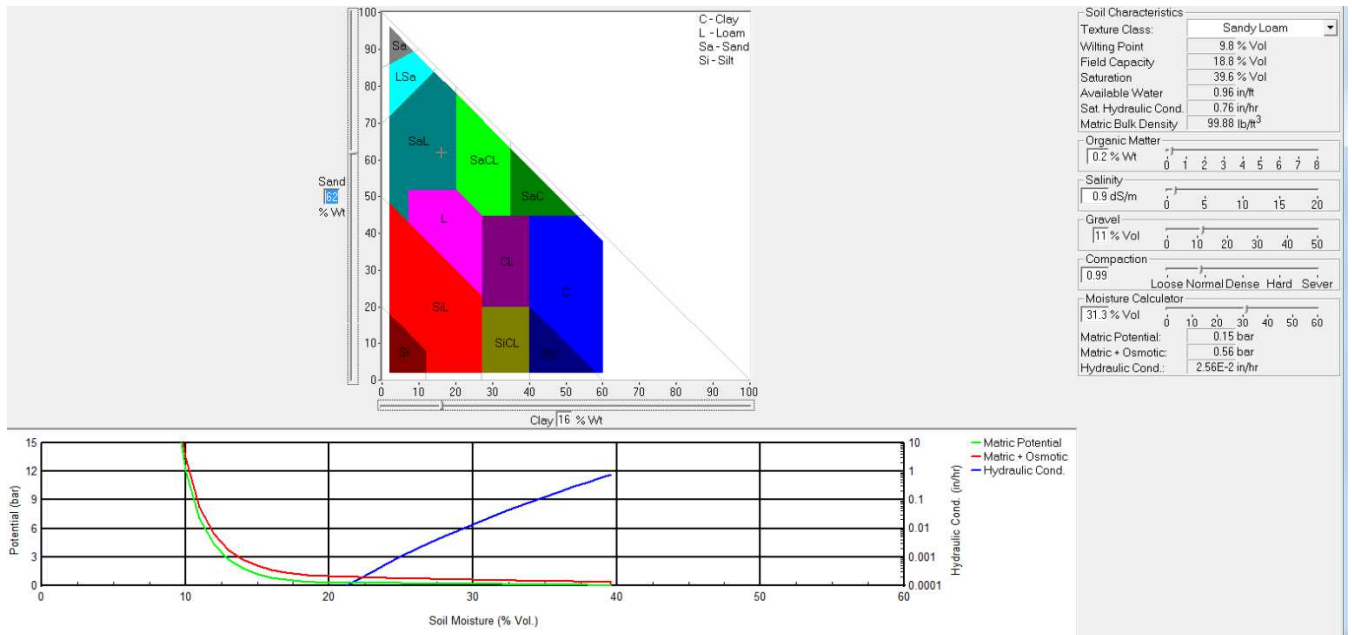 C - Clay
L - Loam
Sa - Sand
Si - Silt
100
90
80
70
60
50
40
30
20
10
0
Sand
62
% Wt
Sa
LSa
SaL
SaCL
SaC
L
CL
C
SiL
SiCL
Si
0 10 20 30 40 50 60 70 80 90 100
Clay 16 % Wt
Soil Characteristics
Texture Class: Sandy Loam
Wilting Point 9.8 % Vol
Field Capacity 18.8 % Vol
Saturation 39.6 % Vol
Available Water 0.96 in/ft
Sat. Hydraulic Cond. 0.76 in/hr
Matric Bulk Density 99.88 lb/ft3
Organic Matter
0.2 % Wt 0 1 2 3 4 5 6 7 8
Salinity
0.9 dS/m 0 5 10 15 20
Gravel
11 % Vol 0 10 20 30 40 50
Compaction
0.99 Loose Normal Dense Hard Sever
Moisture Calculator
31.3 % Vol 0 10 20 30 40 50 60
Matric Potential: 0.15 bar
Matric + Osmotic: 0.56 bar
Hydraulic Cond.: 2.56E-2 in/hr
Potential (bar)
15
12
9
6
3
0
0 10 20 30 40 50 60
Soil Moisture (% Vol.)
10
1
0.1
0.01
0.001
0.0001
Hydraulic Cond. (in/hr)
Matric Potential
Matric + Osmotic
Hydraulic Cond.